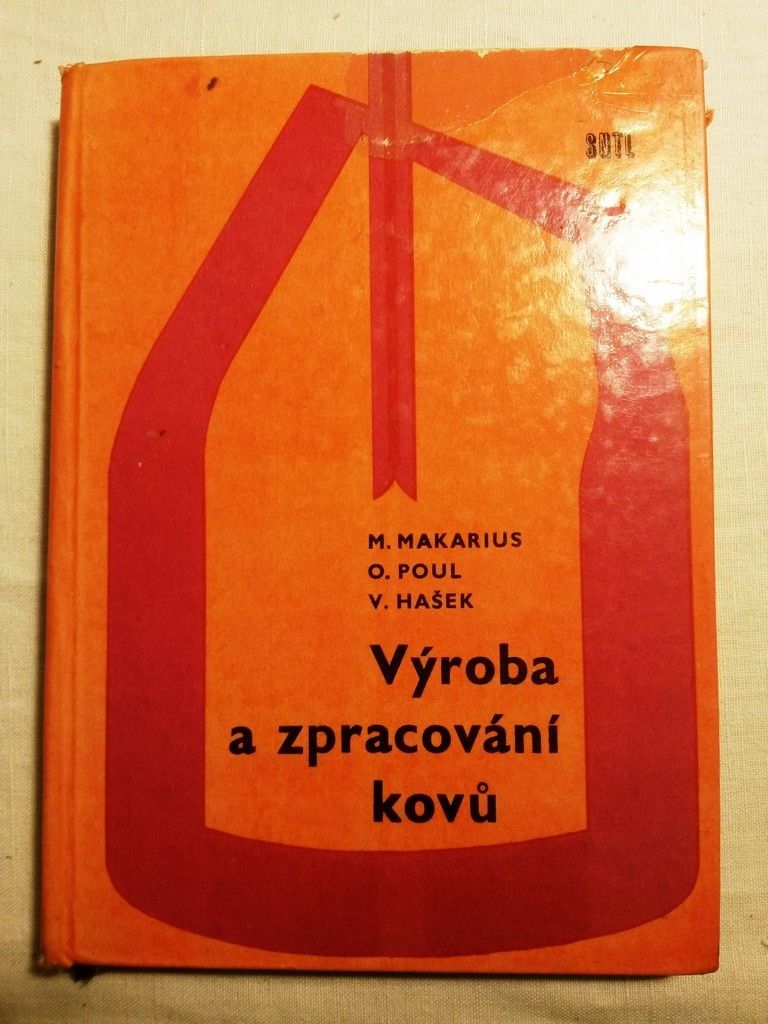 SNTL
M. MAKARIUS
O. POUL
V. HAŠEK
Výroba
a zpracování
kovů